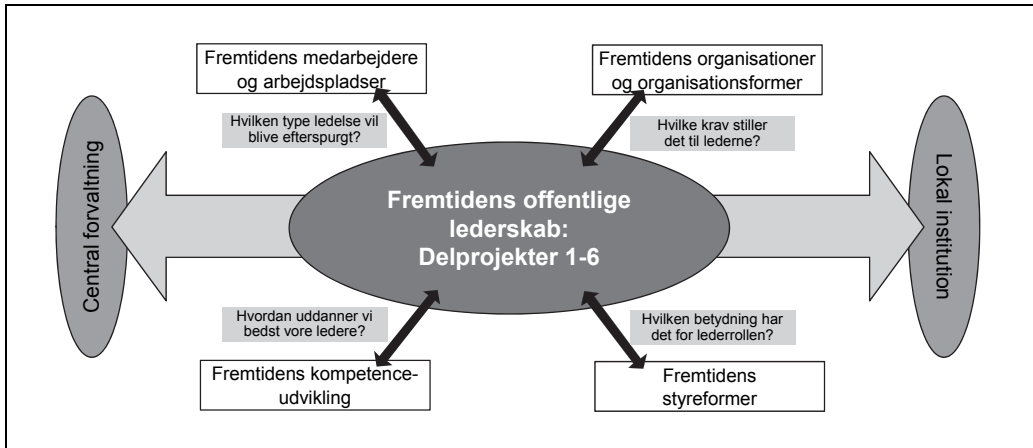 Fremtidens medarbejdere
og arbejdspladser
Fremtidens organisationer
og organisationsformer
Hvilken type ledelse vil
blive efterspurgt?
Hvilke krav stiller
det til lederne?
Central forvaltning
Fremtidens offentlige
lederskab:
Delprojekter 1-6
Lokal institution
Hvordan uddanner vi
bedst vore ledere?
Hvilken betydning har
det for lederrollen?
Fremtidens kompetence-
udvikling
Fremtidens
styreformer